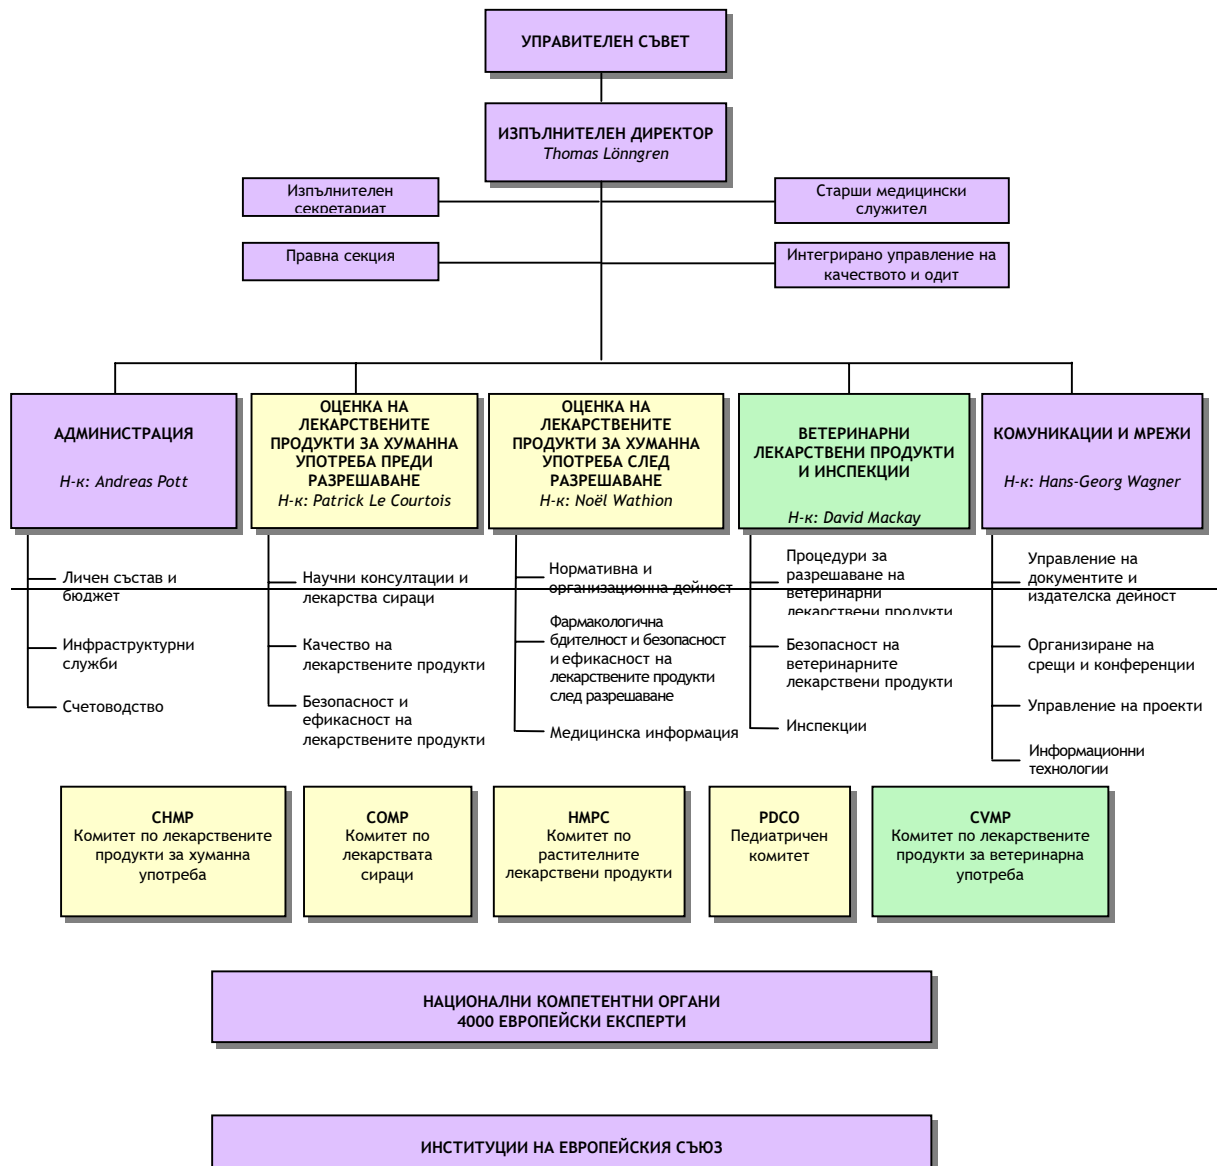 УПРАВИТЕЛЕН СЪВЕТ
ИЗПЪЛНИТЕЛЕН ДИРЕКТОР
Thomas Lönngren
Изпълнителен
секретариат
Старши медицински
служител
Правна секция
Интегрирано управление на
качеството и одит
АДМИНИСТРАЦИЯ
Н-к: Andreas Pott
ОЦЕНКА НА
ЛЕКАРСТВЕНИТЕ
ПРОДУКТИ ЗА ХУМАННА
УПОТРЕБА ПРЕДИ
РАЗРЕШАВАНЕ
Н-к: Patrick Le Courtois
ОЦЕНКА НА
ЛЕКАРСТВЕНИТЕ
ПРОДУКТИ ЗА ХУМАННА
УПОТРЕБА СЛЕД
РАЗРЕШАВАНЕ
Н-к: Noël Wathion
ВЕТЕРИНАРНИ
ЛЕКАРСТВЕНИ ПРОДУКТИ
И ИНСПЕКЦИИ
Н-к: David Mackay
КОМУНИКАЦИИ И МРЕЖИ
Н-к: Hans-Georg Wagner
Личен състав и
бюджет
Инфраструктурни
служби
Счетоводство
Научни консултации и
лекарства сираци
Качество на
лекарствените продукти
Безопасност и
ефикасност на
лекарствените продукти
Нормативна и
организационна дейност
Фармакологична
бдителност и безопасност
и ефикасност на
лекарствените продукти
след разрешаване
Медицинска информация
Процедури за
разрешаване на
ветеринарни
лекарствени продукти
Безопасност на
ветеринарните
лекарствени продукти
Инспекции
Управление на
документите и
издателска дейност
Организиране на
срещи и конференции
Управление на проекти
Информационни
технологии
CHMP
Комитет по лекарствените
продукти за хуманна
употреба
COMP
Комитет по
лекарствата
сираци
HMPC
Комитет по
растителните
лекарствени продукти
PDCO
Педиатричен
комитет
CVMP
Комитет по лекарствените
продукти за ветеринарна
употреба
НАЦИОНАЛНИ КОМПЕТЕНТНИ ОРГАНИ
4000 ЕВРОПЕЙСКИ ЕКСПЕРТИ
ИНСТИТУЦИИ НА ЕВРОПЕЙСКИЯ СЪЮЗ